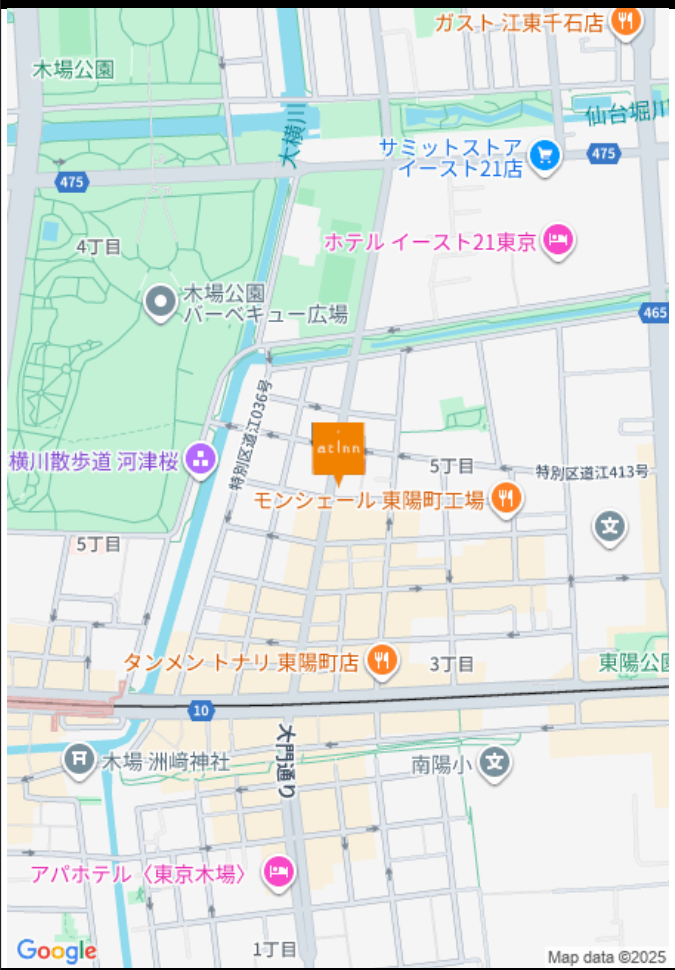 ガスト 江東千石店
木場公園
大横川
仙台堀川
サミットストア
イースト21店
475
475
ホテル イースト21東京
4丁目
木場公園
バーベキュー広場
465
特別区道江036号
atinn
横川散歩道 河津桜
5丁目
特別区道江413号
モンシェール 東陽町工場
文
5丁目
タンメン トナリ 東陽町店
3丁目
東陽公園
10
大門通り
木場 洲﨑神社
南陽小
文
アパホテル〈東京木場〉
1丁目
Google
Map data ©2025